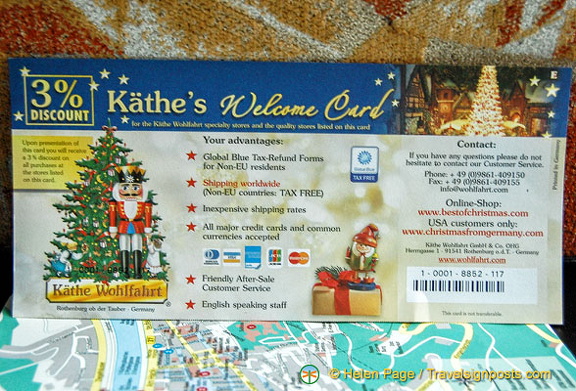 3%
DISCOUNT
Käthe's Welcome Card
for the Käthe Wohlfahrt specialty stores and the quality stores listed on this card
E
Upon presentation of
this card you will receive
a 3% discount on
all purchases at
the stores listed
on this card.
Your advantages:
Global Blue Tax-Refund Forms
for Non-EU residents
Shipping worldwide
(Non-EU countries: TAX FREE)
Inexpensive shipping rates
All major credit cards and common
currencies accepted
Friendly After-Sale
Customer Service
English speaking staff
Global Blue
TAX FREE
Contact:
If you have any questions please do not
hesitate to contact our Customer Service.
Phone: + 49 (0)9861-409150
Fax: + 49 (0)9861-409155
info@wohlfahrt.com
Online-Shop:
www.bestofchristmas.com
USA customers only:
www.christmasfromgermany.com
Käthe Wohlfahrt GmbH & Co. OHG
Herrngasse 1 · 91541 Rothenburg o.d.T. · Germany
www.wohlfahrt.com
1-0001-8852-117
This card is not transferable.
Printed in Germany
1-0001-8852-117
Käthe Wohlfahrt
®
Rothenburg ob der Tauber · Germany
© Helen Page / Travelsignposts.com